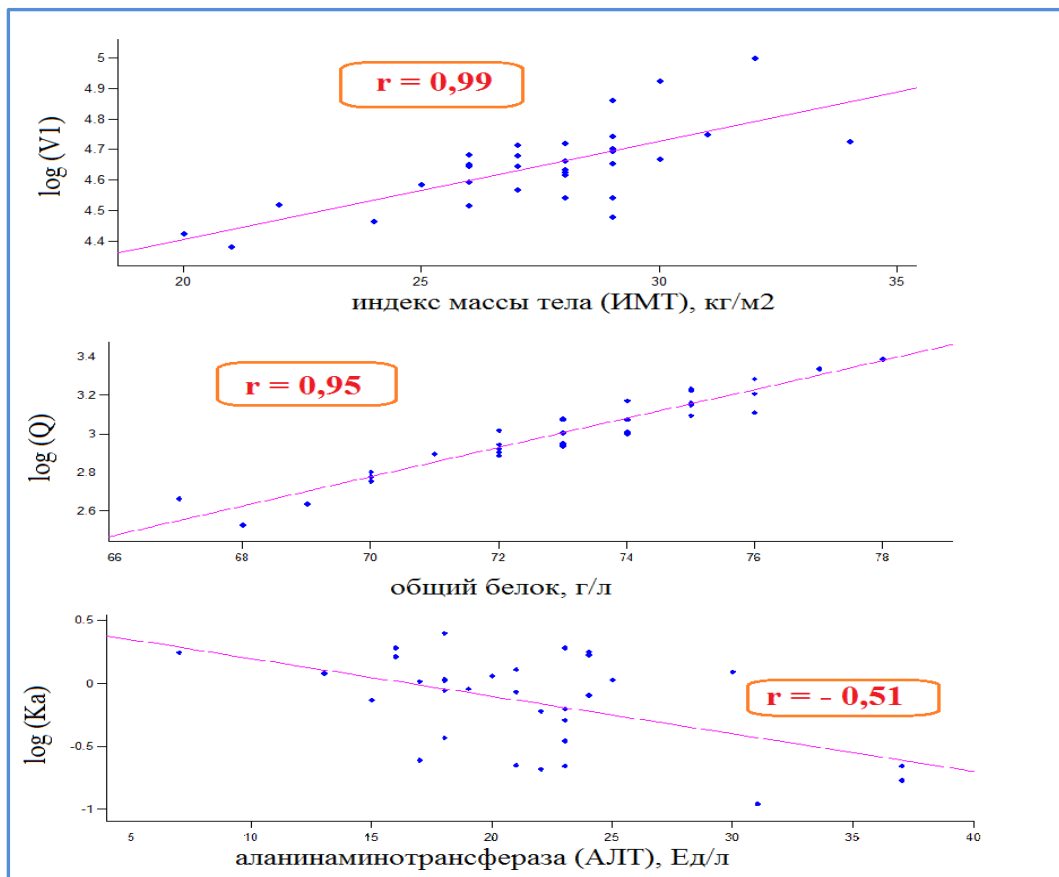 r = 0,99
log (V1)
5
4.9
4.8
4.7
4.6
4.5
4.4
20 25 30 35
индекс массы тела (ИМТ), кг/м2
r = 0,95
log (Q)
3.4
3.2
3
2.8
2.6
66 68 70 72 74 76 78
общий белок, г/л
r = - 0,51
log (Ka)
0.5
0
-0.5
-1
5 10 15 20 25 30 35 40
аланинаминотрансфераза (АЛТ), Ед/л